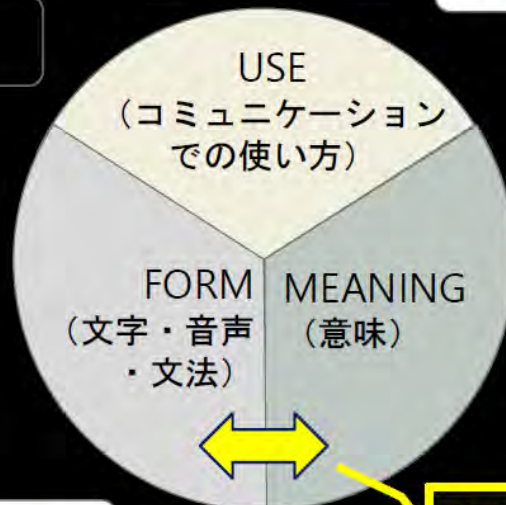 USE
（コミュニケーション
での使い方）
FORM
（文字・音声
・文法）
MEANING
（意味）